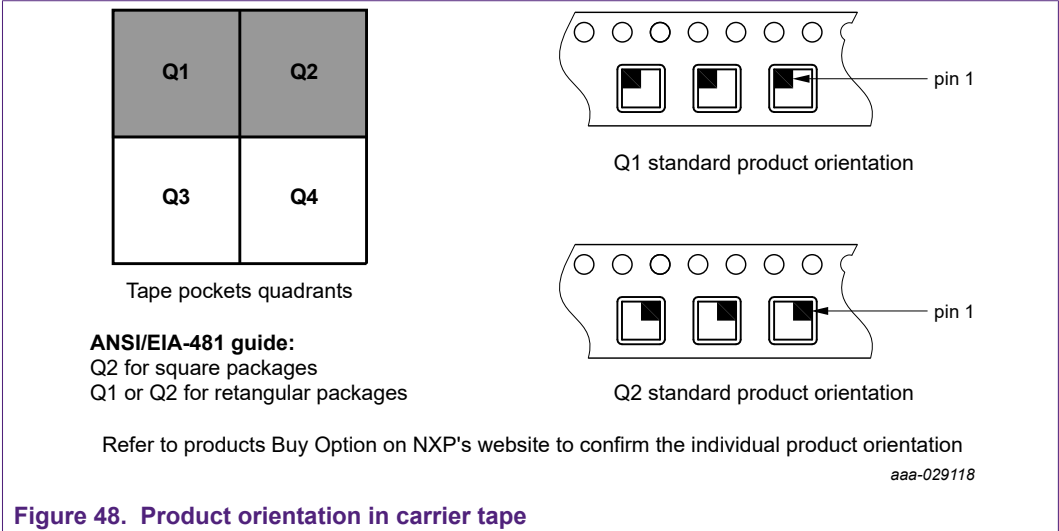 Q1
Q2
Q3
Q4
Tape pockets quadrants
ANSI/EIA-481 guide:
Q2 for square packages
Q1 or Q2 for retangular packages
pin 1
Q1 standard product orientation
pin 1
Q2 standard product orientation
Refer to products Buy Option on NXP's website to confirm the individual product orientation
aaa-029118
Figure 48. Product orientation in carrier tape